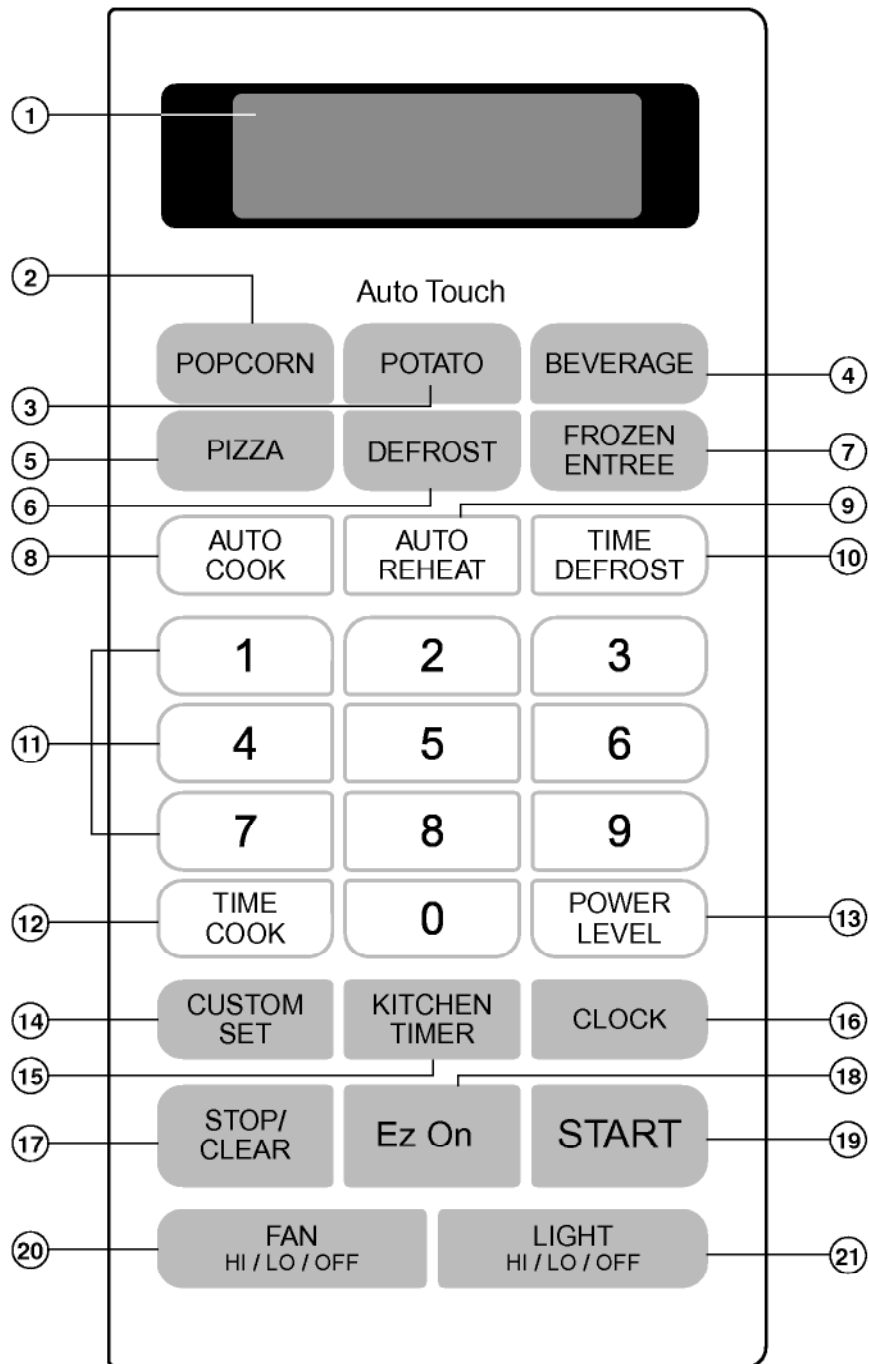 1
2
Auto Touch
POPCORN POTATO BEVERAGE
3
4
PIZZA DEFROST FROZEN
ENTREE
5
7
6
9
8
AUTO
COOK
AUTO
REHEAT
TIME
DEFROST
10
1 2 3
11
4 5 6
7 8 9
12
TIME
COOK
0
POWER
LEVEL
13
14
CUSTOM
SET
KITCHEN
TIMER
CLOCK
16
15
18
17
STOP/
CLEAR
Ez On
START
19
20
FAN
HI / LO / OFF
LIGHT
HI / LO / OFF
21